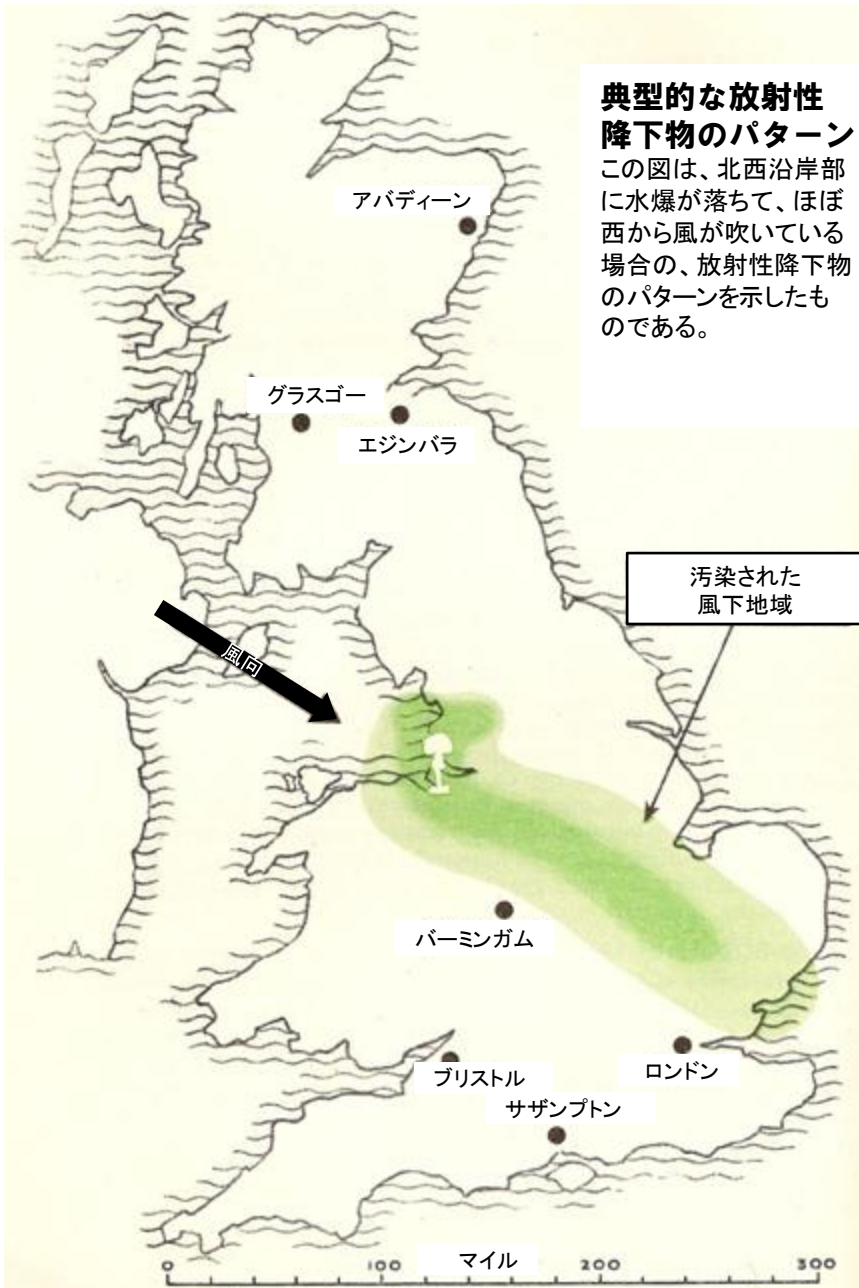 典型的な放射性
降下物のパターン
この図は、北西沿岸部
に水爆が落ちて、ほぼ
西から風が吹いている
場合の、放射性降下物
のパターンを示したも
のである。
アバディーン
グラスゴー
エジンバラ
汚染された
風下地域
風向
バーミンガム
ブリストル
ロンドン
サザンプトン
マイル
0 100 200 300